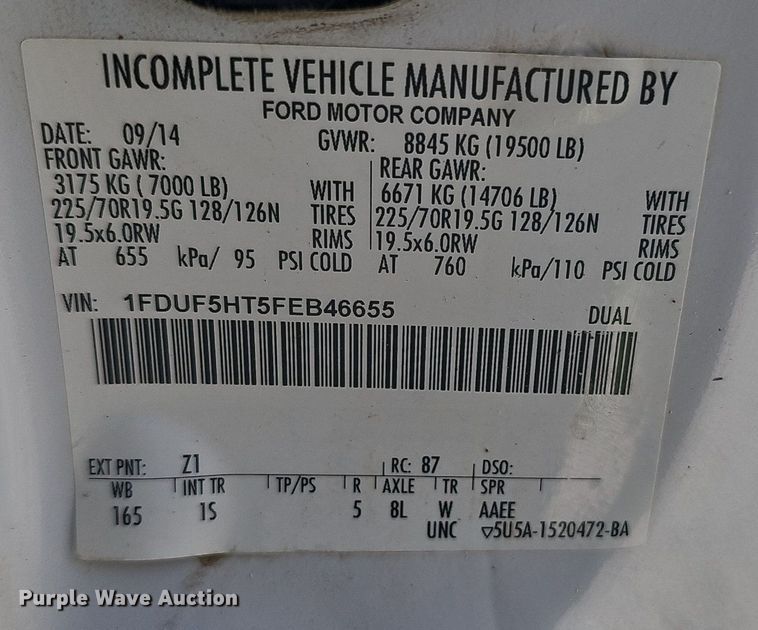 INCOMPLETE VEHICLE MANUFACTURED BY
FORD MOTOR COMPANY
DATE: 09/14 GVWR: 8845 KG (19500 LB)
FRONT GAWR: REAR GAWR:
3175 KG ( 7000 LB) WITH 6671 KG (14706 LB) WITH
225/70R19.5G 128/126N TIRES 225/70R19.5G 128/126N TIRES
19.5x6.0RW RIMS 19.5x6.0RW RIMS
AT 655 kPa/ 95 PSI COLD AT 760 kPa/110 PSI COLD
VIN: 1FDUF5HT5FEB46655 DUAL
EXT PNT: Z1 RC: 87 DSO:
WB INT TR TP/PS R AXLE TR SPR
165 1S 5 8L W AAEE
UNC ▽5U5A-1520472-BA
Purple Wave Auction